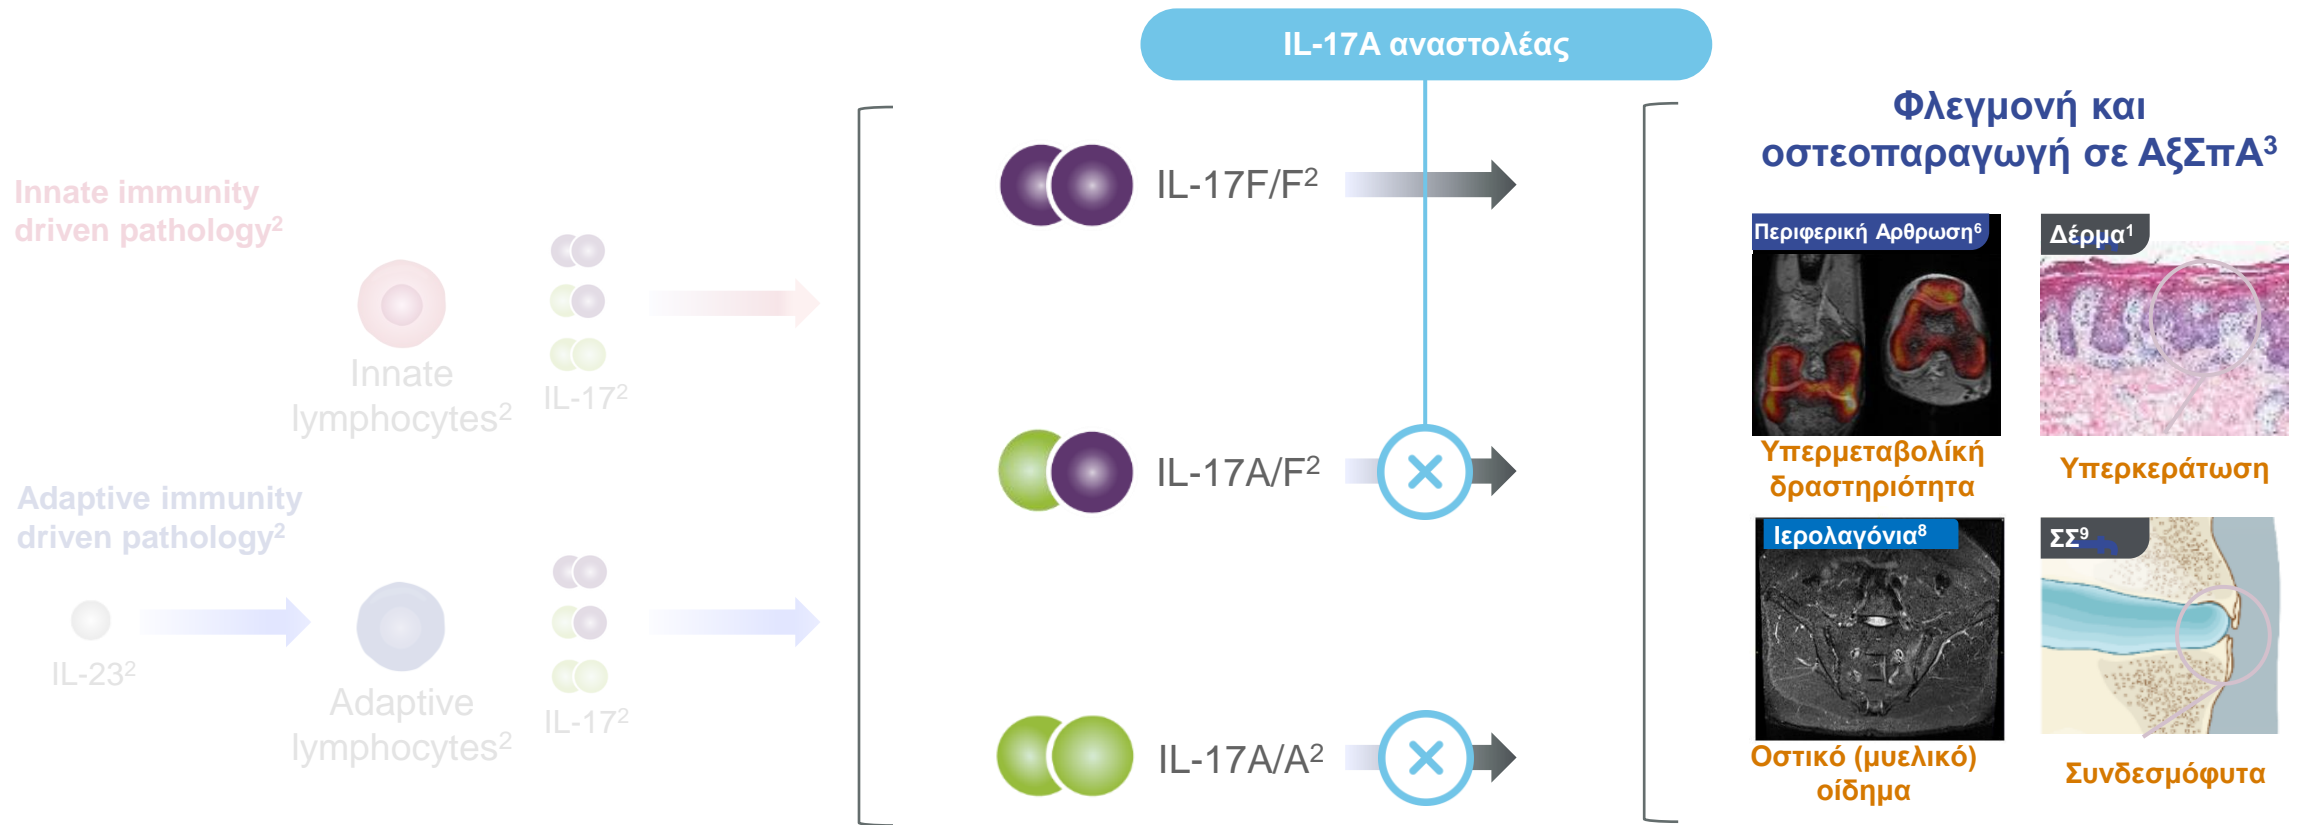 IL-17A αναστολέας
Innate immunity
driven pathology²
Innate
lymphocytes²
IL-17²
Adaptive immunity
driven pathology²
IL-23²
Adaptive
lymphocytes²
IL-17²
IL-17F/F²
IL-17A/F²
IL-17A/A²
Φλεγμονή και
οστεοπαραγωγή σε ΑξΣπΑ³
Περιφερική Αρθρωση⁶
Υπερμεταβολίκή
δραστηριότητα
Δέρμα¹
Υπερκεράτωση
Ιερολαγόνια⁸
Οστικό (μυελικό)
οίδημα
ΣΣ⁹
Συνδεσμόφυτα